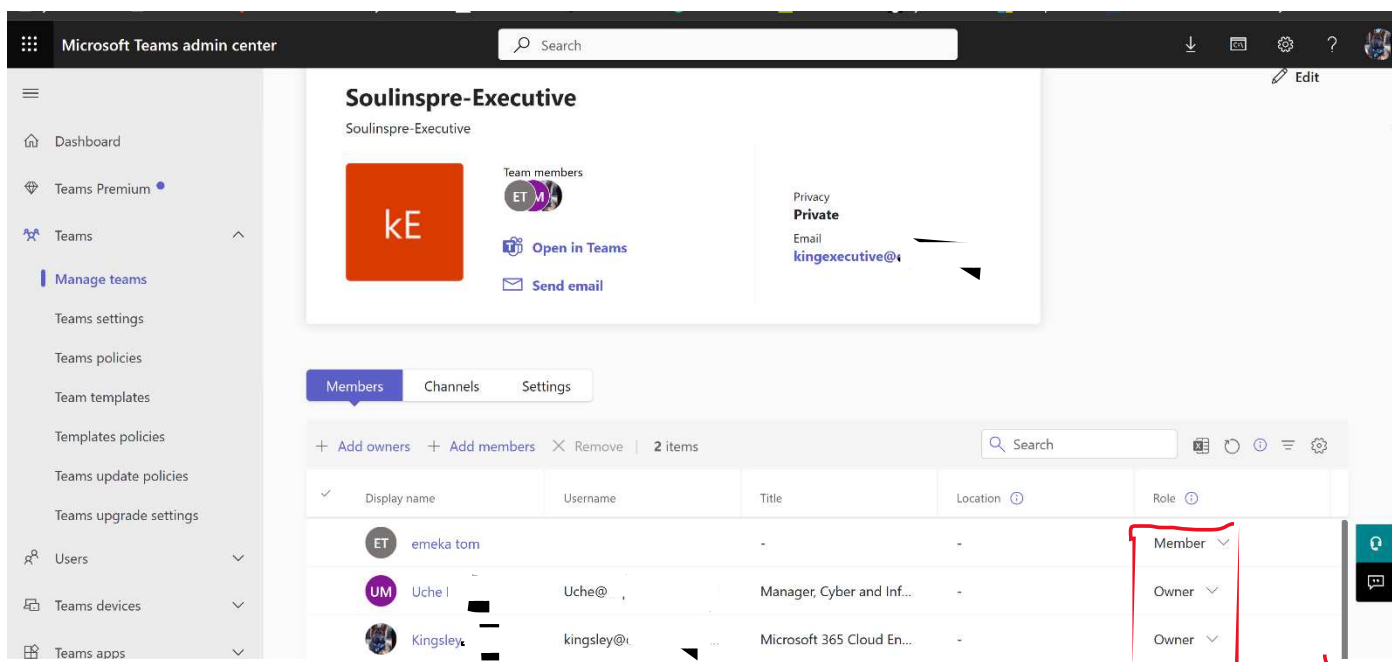 Microsoft Teams admin center
Search
Edit
Soulinspre-Executive
Soulinspre-Executive
kE
Team members
ET M
Open in Teams
Send email
Privacy
Private
Email
kingexecutive@
Dashboard
Teams Premium
Teams
Manage teams
Teams settings
Teams policies
Team templates
Templates policies
Teams update policies
Teams upgrade settings
Users
Teams devices
Teams apps
Members Channels Settings
+ Add owners + Add members Remove 2 items Search
Display name Username Title Location Role
ET emeka tom - - Member
UM Uche Uche@ Manager, Cyber and Inf... - Owner
Kingsley kingsley@ ... Microsoft 365 Cloud En... - Owner